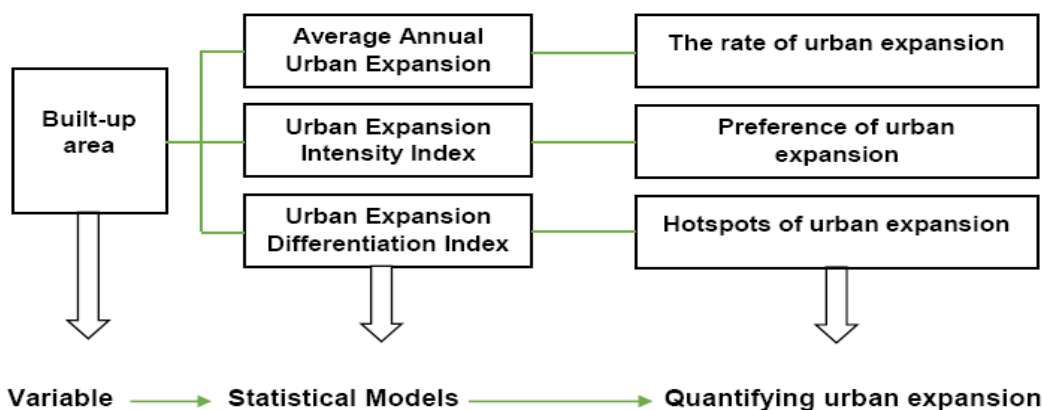 Average Annual
Urban Expansion
The rate of urban expansion
Built-up
area
Urban Expansion
Intensity Index
Preference of urban
expansion
Urban Expansion
Differentiation Index
Hotspots of urban expansion
Variable
Statistical Models
Quantifying urban expansion